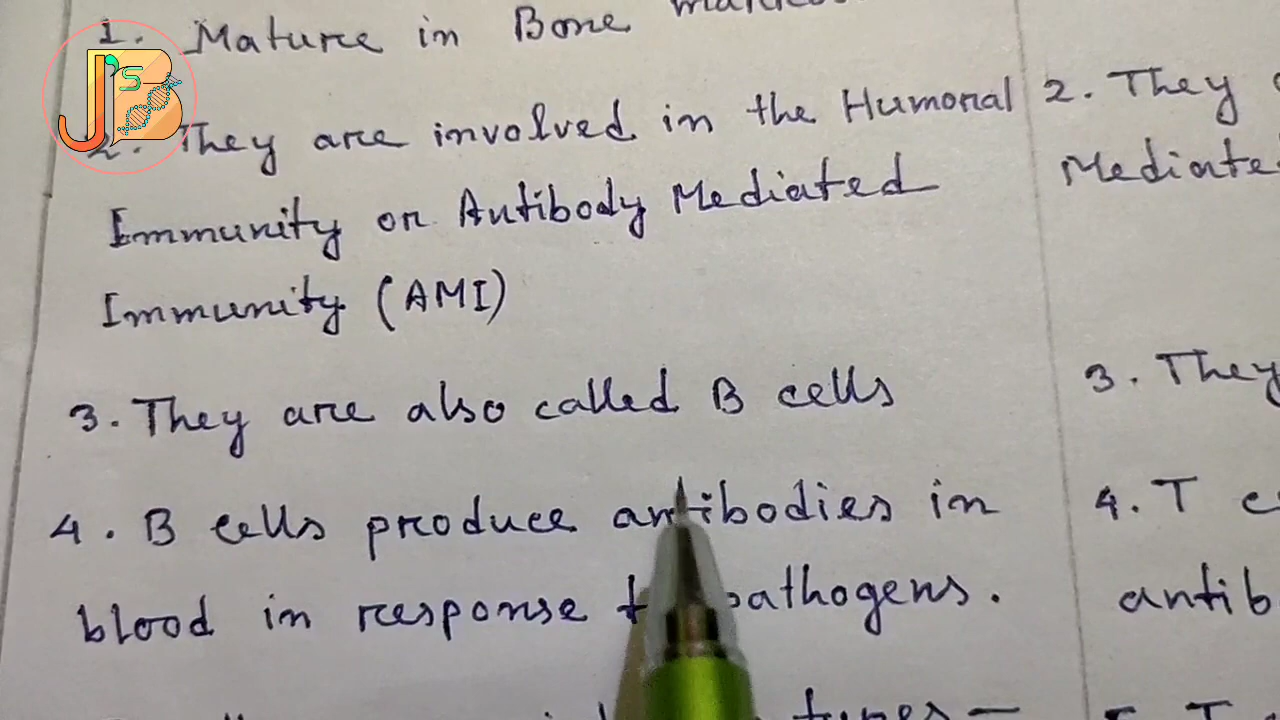 1. Mature in Bone
2. They are involved in the Humoral
Immunity or Antibody Mediated
Immunity (AMI)
3. They are also called B cells
4. B cells produce antibodies in
blood in response pathogens.
2. They
Mediate
3. They
4. T
antib
J's B